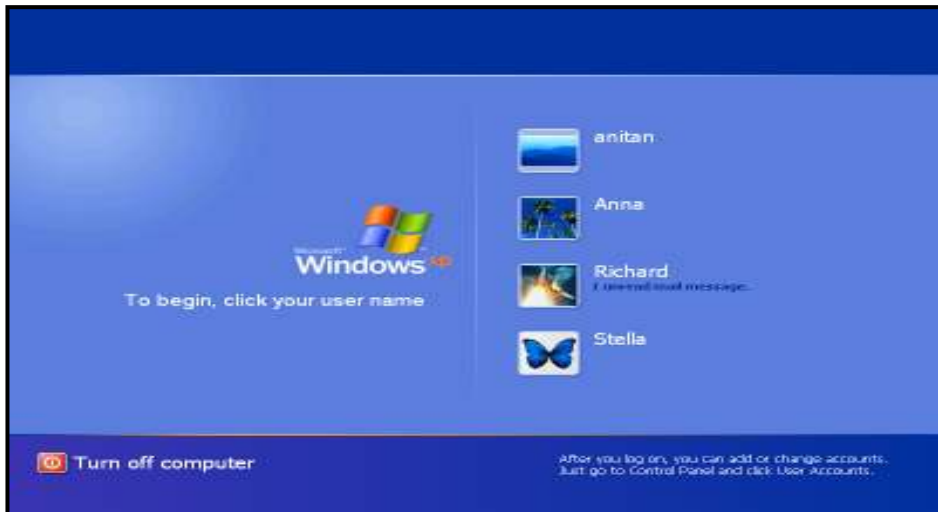 Microsoft
Windows xp
To begin, click your user name
anitan
Anna
Richard
1 unread mail message.
Stella
Turn off computer
After you log on, you can add or change accounts.
Just go to Control Panel and click User Accounts.